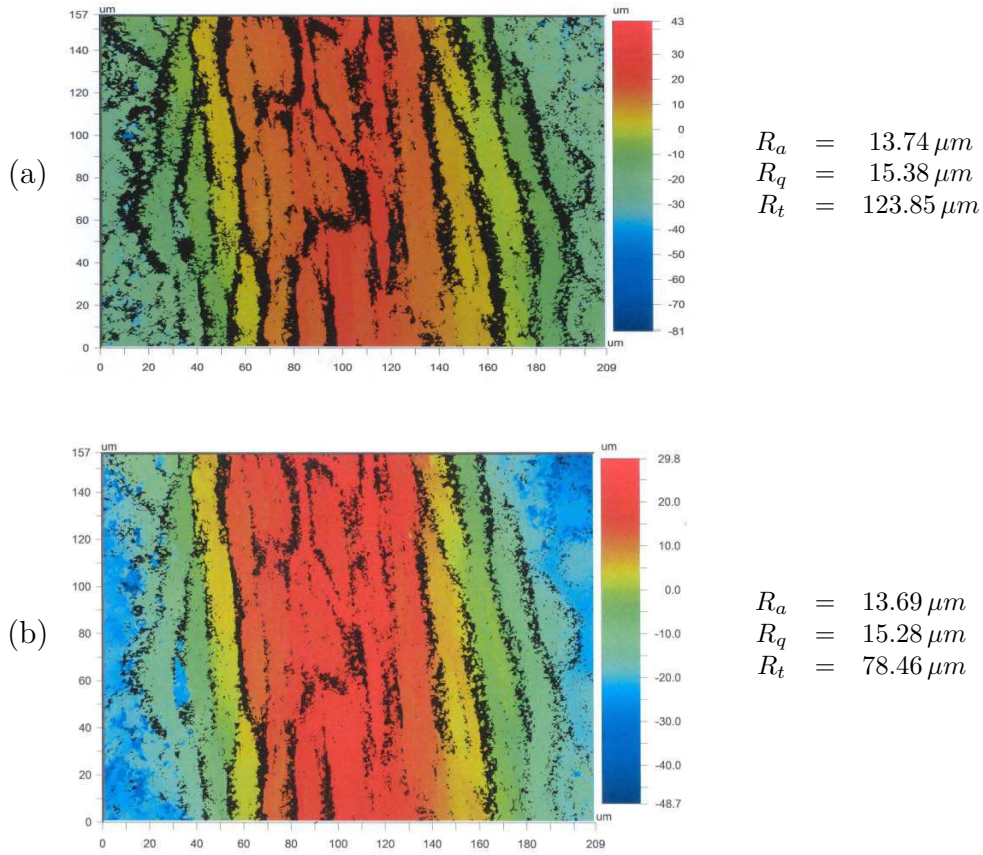 (a)
um
157
140
120
100
80
60
40
20
0
0 20 40 60 80 100 120 140 160 180 209
um
43
30
20
10
0
-10
-20
-30
-40
-50
-60
-70
-81
um
R_a = 13.74 μm
R_q = 15.38 μm
R_t = 123.85 μm
(b)
um
157
140
120
100
80
60
40
20
0
0 20 40 60 80 100 120 140 160 180 209
um
29.8
20.0
10.0
0.0
-10.0
-20.0
-30.0
-40.0
-48.7
um
R_a = 13.69 μm
R_q = 15.28 μm
R_t = 78.46 μm